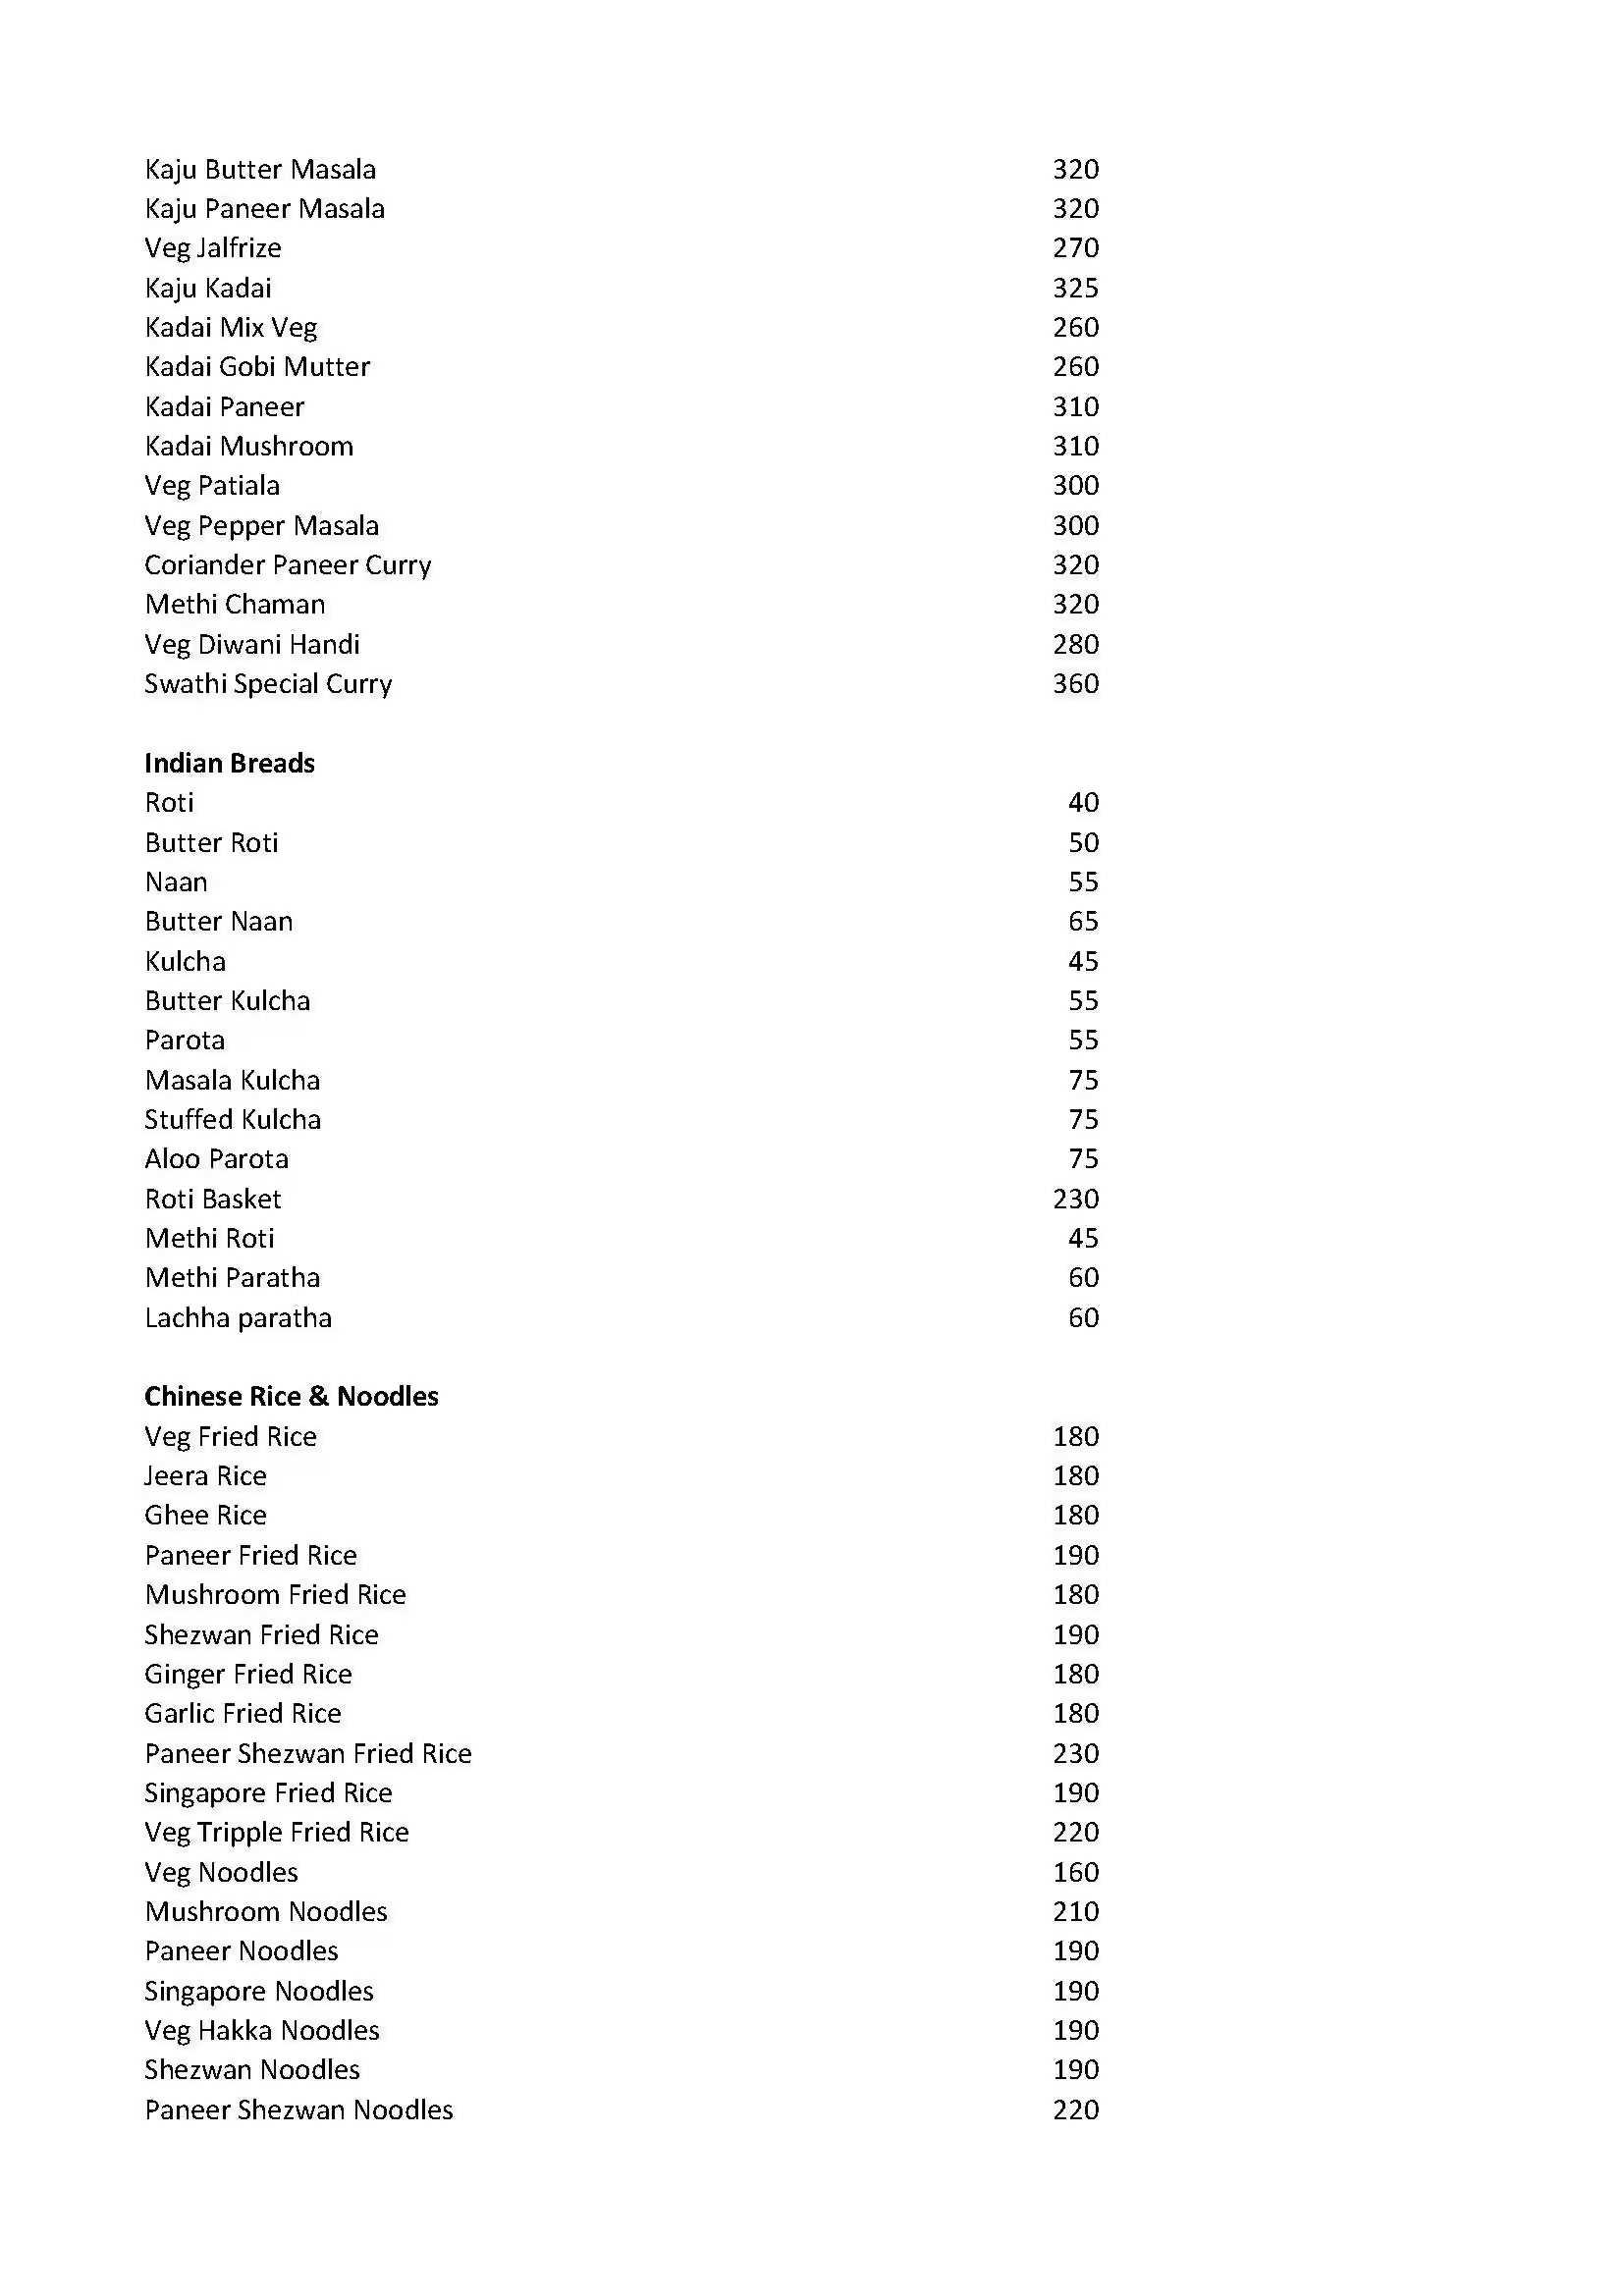 Kaju Butter Masala 320
Kaju Paneer Masala 320
Veg Jalfrize 270
Kaju Kadai 325
Kadai Mix Veg 260
Kadai Gobi Mutter 260
Kadai Paneer 310
Kadai Mushroom 310
Veg Patiala 300
Veg Pepper Masala 300
Coriander Paneer Curry 320
Methi Chaman 320
Veg Diwani Handi 280
Swathi Special Curry 360
Indian Breads
Roti 40
Butter Roti 50
Naan 55
Butter Naan 65
Kulcha 45
Butter Kulcha 55
Parota 55
Masala Kulcha 75
Stuffed Kulcha 75
Aloo Parota 75
Roti Basket 230
Methi Roti 45
Methi Paratha 60
Lachha paratha 60
Chinese Rice & Noodles
Veg Fried Rice 180
Jeera Rice 180
Ghee Rice 180
Paneer Fried Rice 190
Mushroom Fried Rice 180
Shezwan Fried Rice 190
Ginger Fried Rice 180
Garlic Fried Rice 180
Paneer Shezwan Fried Rice 230
Singapore Fried Rice 190
Veg Tripple Fried Rice 220
Veg Noodles 160
Mushroom Noodles 210
Paneer Noodles 190
Singapore Noodles 190
Veg Hakka Noodles 190
Shezwan Noodles 190
Paneer Shezwan Noodles 220